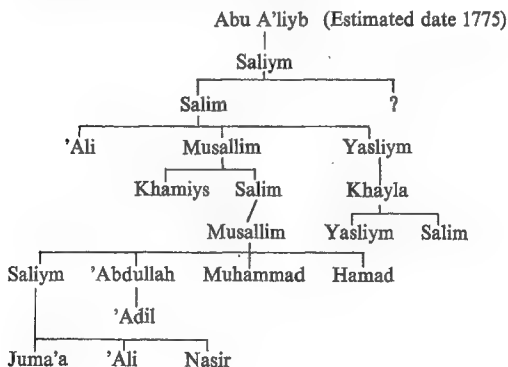 Abu A'liyb (Estimated date 1775)
Saliym
Salim ?
'Ali Musallim Yasliym
Khamiys Salim Khayla
Musallim Yasliym Salim
Saliym 'Abdullah Muhammad Hamad
'Adil
Juma'a 'Ali Nasir